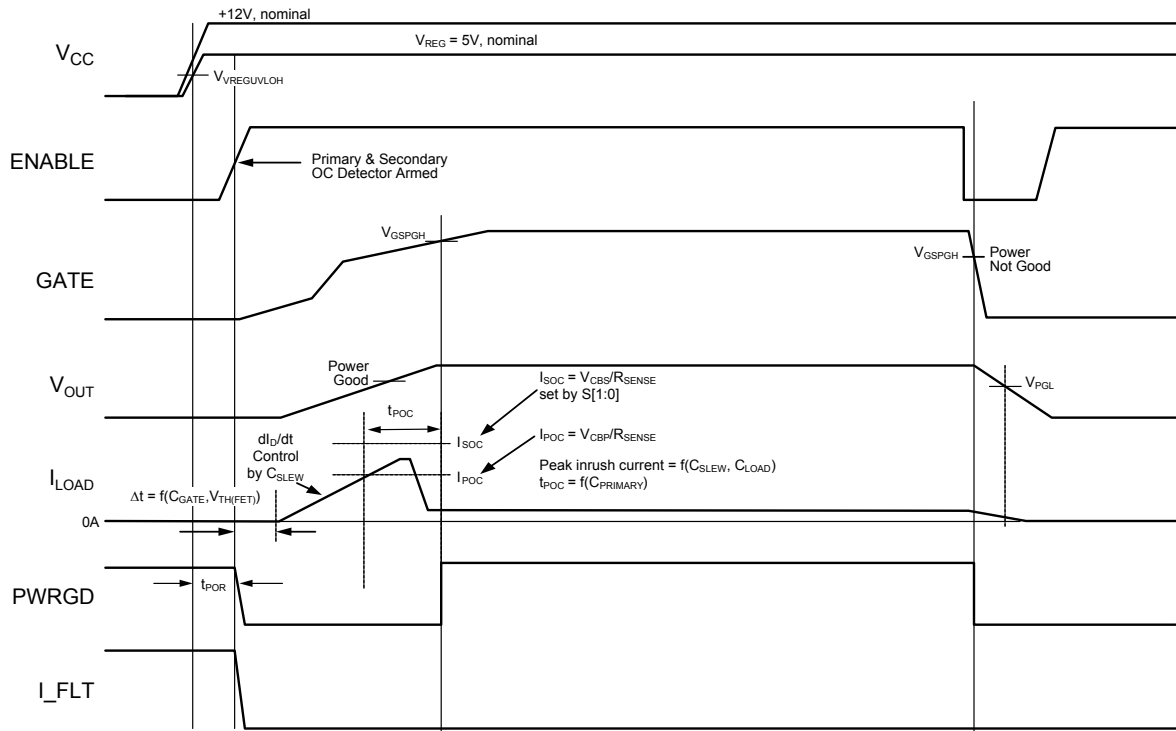 +12V, nominal
V_REG = 5V, nominal
V_CC
V_VREGUVLOH
ENABLE
Primary & Secondary
OC Detector Armed
V_GSPGH
GATE
V_GSPGH
Power
Not Good
V_OUT
Power
Good
I_SOC = V_CBS/R_SENSE
set by S[1:0]
V_PGL
t_POC
I_SOC
dI_D/dt
Control
by C_SLEW
I_POC = V_CBP/R_SENSE
I_LOAD
I_POC
Peak inrush current = f(C_SLEW, C_LOAD)
t_POC = f(C_PRIMARY)
Δt = f(C_GATE,V_TH(FET))
0A
t_POR
PWRGD
I_FLT